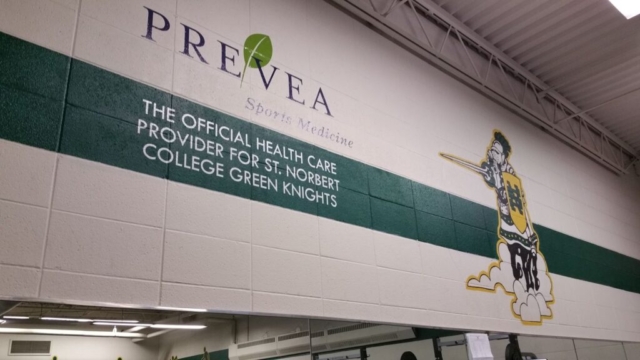 PREVEA
Sports Medicine
THE OFFICIAL HEALTH CARE
PROVIDER FOR ST. NORBERT
COLLEGE GREEN KNIGHTS